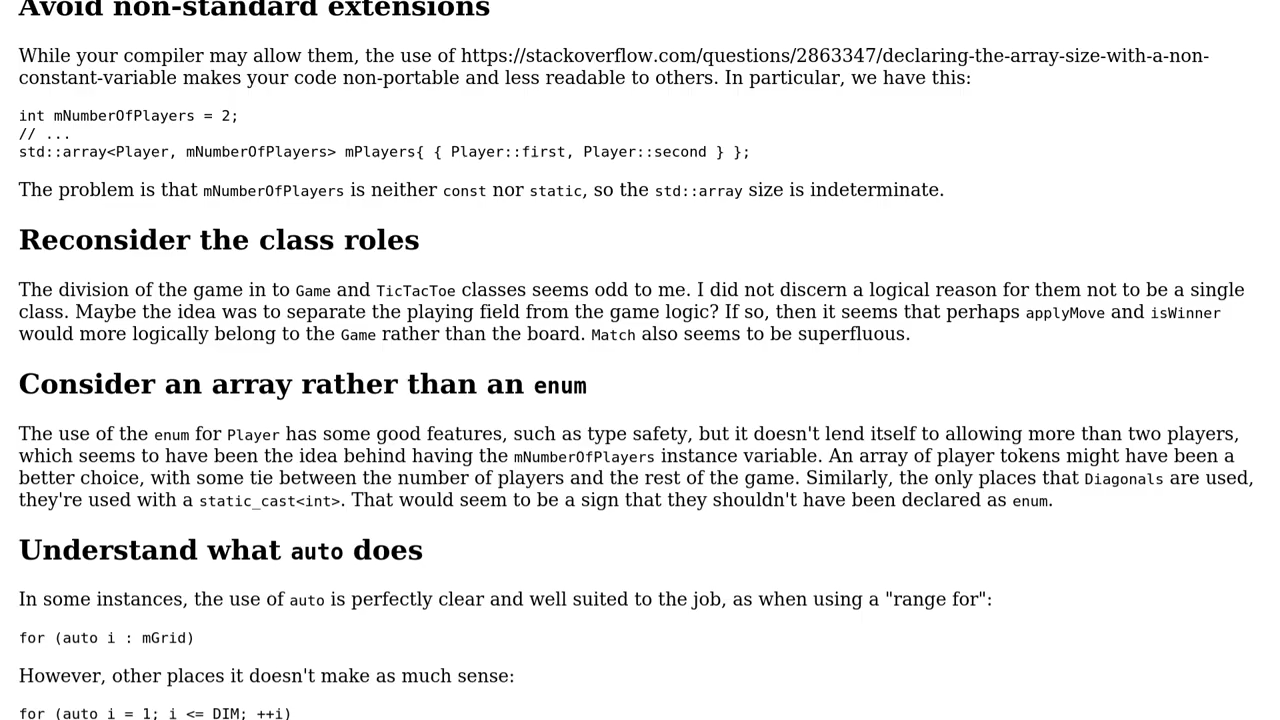 Avoid non-standard extensions
While your compiler may allow them, the use of https://stackoverflow.com/questions/2863347/declaring-the-array-size-with-a-non-
constant-variable makes your code non-portable and less readable to others. In particular, we have this:
int mNumberOfPlayers = 2;
// ...
std::array<Player, mNumberOfPlayers> mPlayers{ { Player::first, Player::second } };
The problem is that mNumberOfPlayers is neither const nor static, so the std::array size is indeterminate.
Reconsider the class roles
The division of the game in to Game and TicTacToe classes seems odd to me. I did not discern a logical reason for them not to be a single
class. Maybe the idea was to separate the playing field from the game logic? If so, then it seems that perhaps applyMove and isWinner
would more logically belong to the Game rather than the board. Match also seems to be superfluous.
Consider an array rather than an enum
The use of the enum for Player has some good features, such as type safety, but it doesn't lend itself to allowing more than two players,
which seems to have been the idea behind having the mNumberOfPlayers instance variable. An array of player tokens might have been a
better choice, with some tie between the number of players and the rest of the game. Similarly, the only places that Diagonals are used,
they're used with a static_cast<int>. That would seem to be a sign that they shouldn't have been declared as enum.
Understand what auto does
In some instances, the use of auto is perfectly clear and well suited to the job, as when using a "range for":
for (auto i : mGrid)
However, other places it doesn't make as much sense:
for (auto i = 1; i <= DIM; ++i)